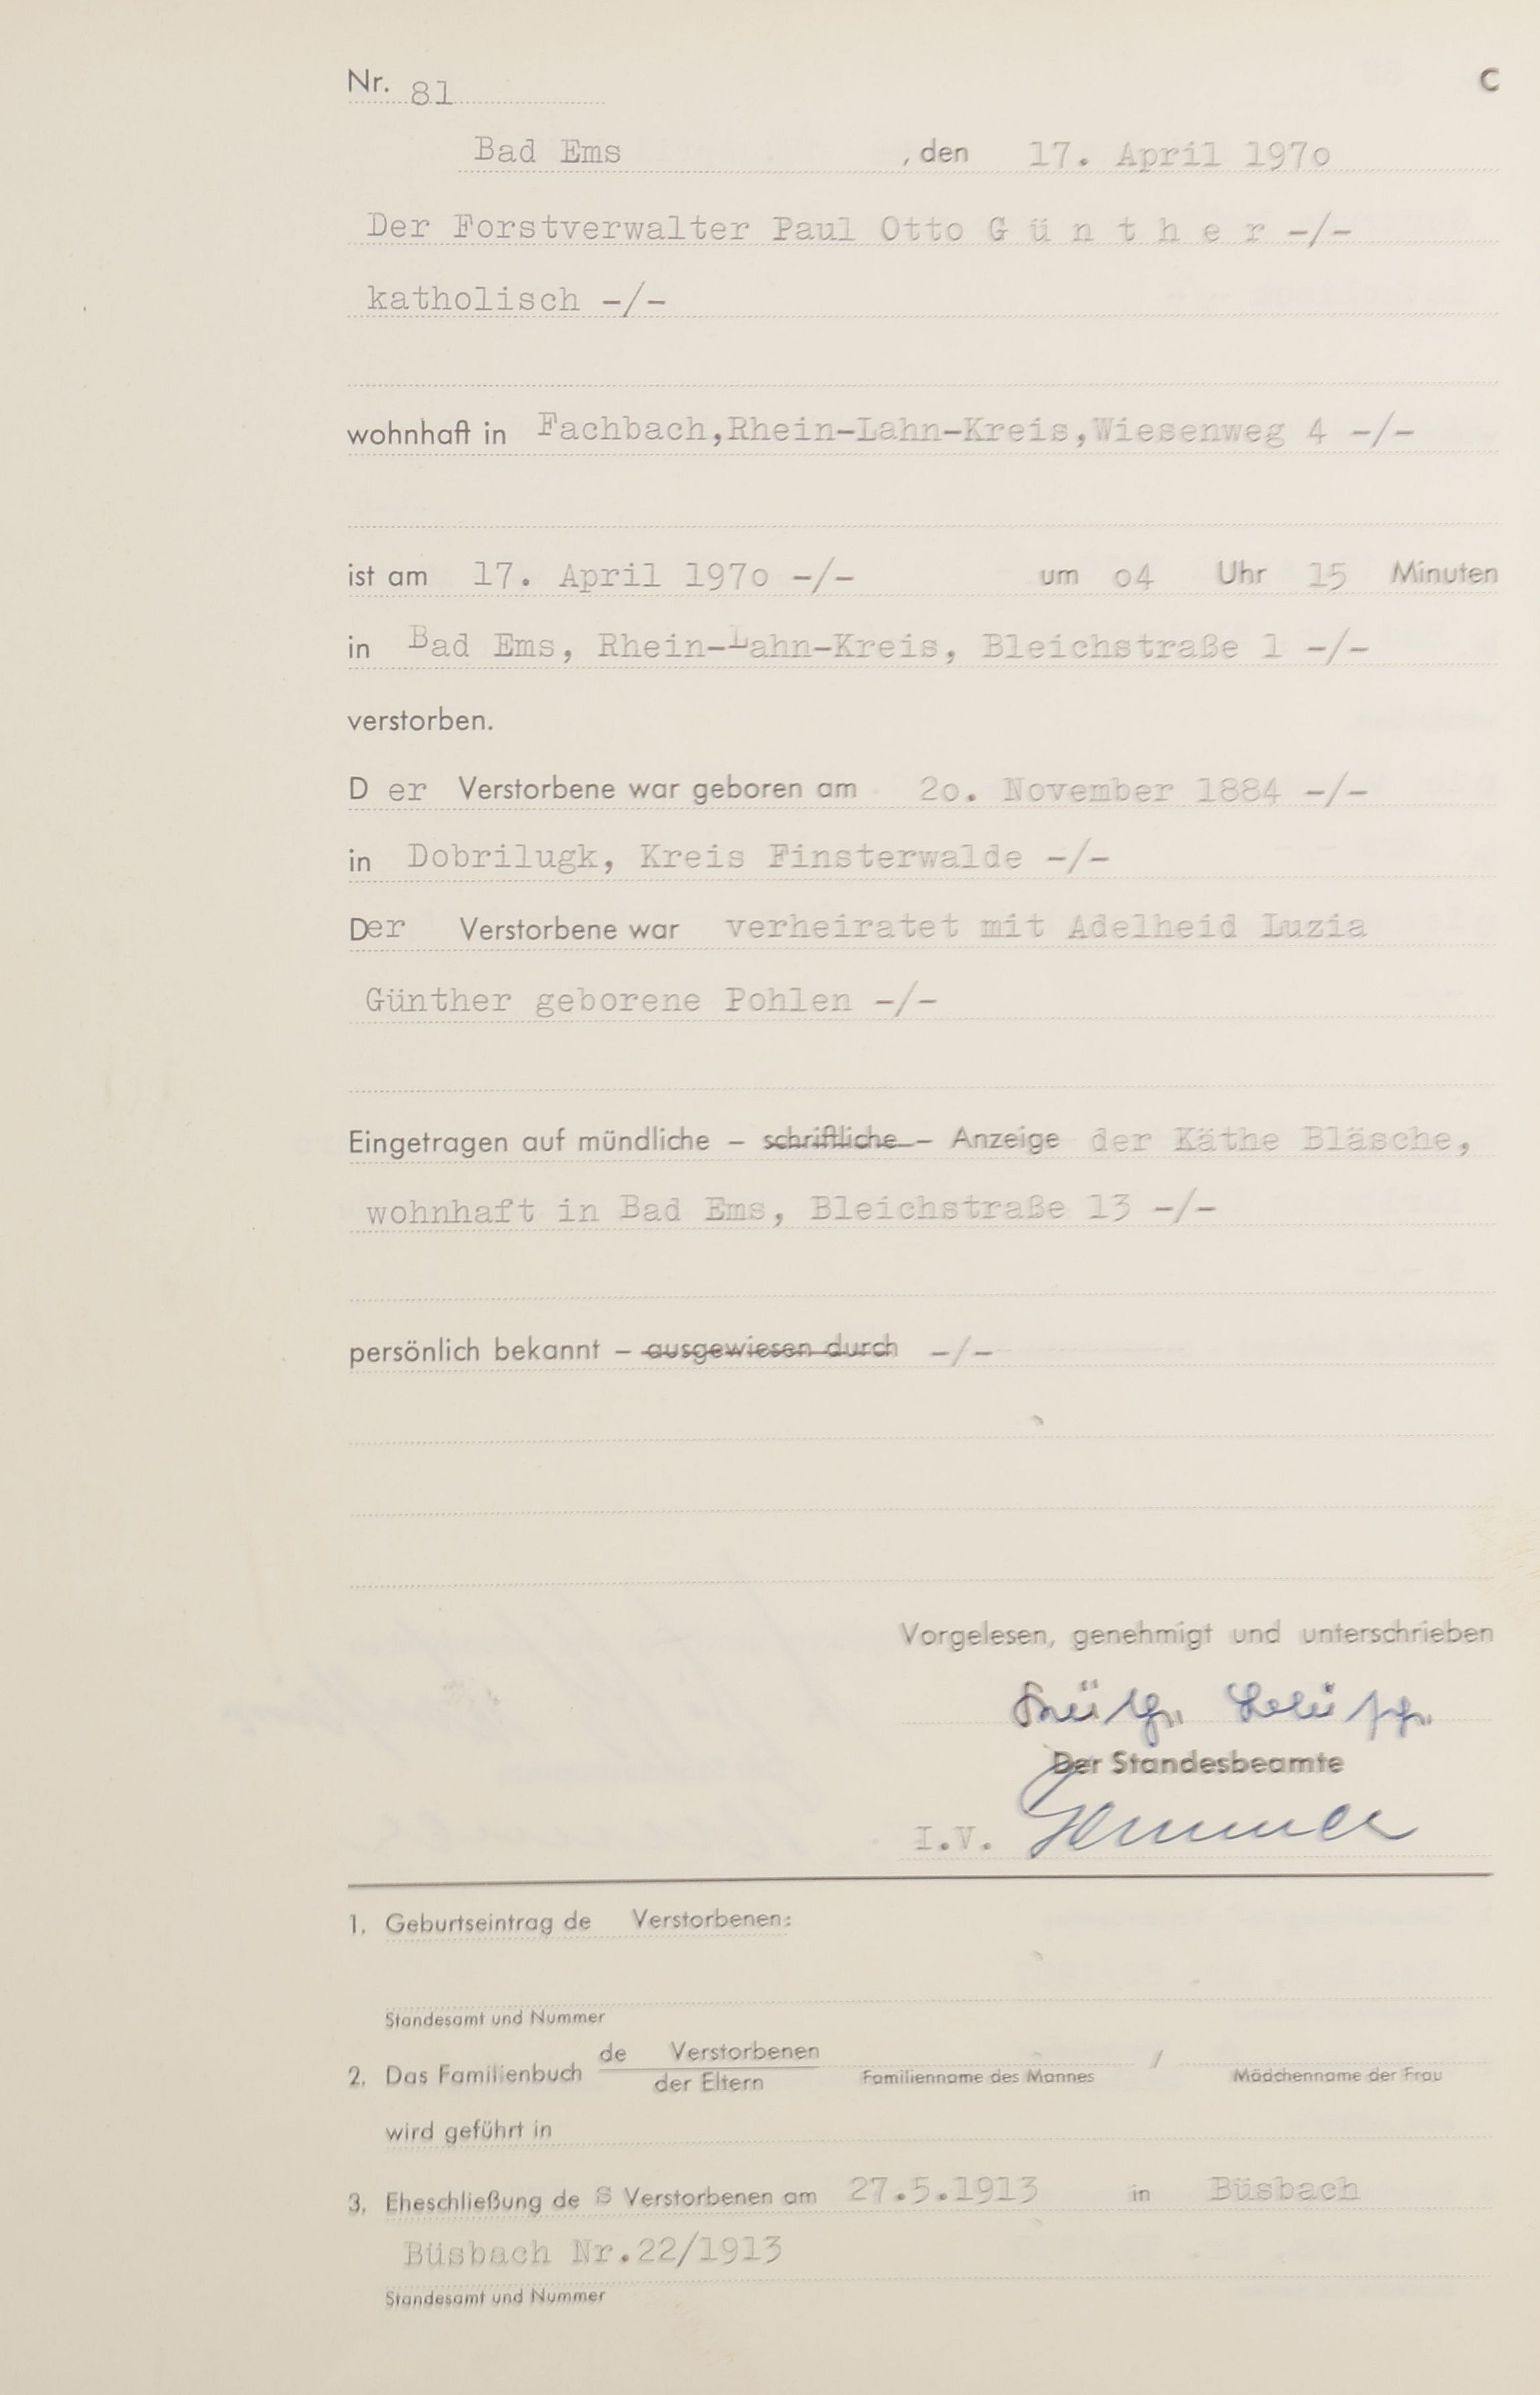 Nr. 81
C
Bad Ems , den 17. April 197o
Der Forstverwalter Paul Otto G ü n t h e r -/-
katholisch -/-
wohnhaft in Fachbach,Rhein-Lahn-Kreis,Wiesenweg 4 -/-
ist am 17. April 197o -/- um o4 Uhr 15 Minuten
in Bad Ems, Rhein-Lahn-Kreis, Bleichstraße 1 -/-
verstorben.
D er Verstorbene war geboren am 2o. November 1884 -/-
in Dobrilugk, Kreis Finsterwalde -/-
Der Verstorbene war verheiratet mit Adelheid Luzia
Günther geborene Pohlen -/-
Eingetragen auf mündliche – schriftliche – Anzeige der Käthe Bläsche,
wohnhaft in Bad Ems, Bleichstraße 13 -/-
persönlich bekannt – ausgewiesen durch -/-
Vorgelesen, genehmigt und unterschrieben
Käthe Bläsche
Der Standesbeamte
I.V.
1. Geburtseintrag de Verstorbenen:
Standesamt und Nummer
2. Das Familienbuch de Verstorbenen / der Eltern
Familienname des Mannes / Mädchenname der Frau
wird geführt in
3. Eheschließung de s Verstorbenen am 27.5.1913 in Büsbach
Büsbach Nr.22/1913
Standesamt und Nummer